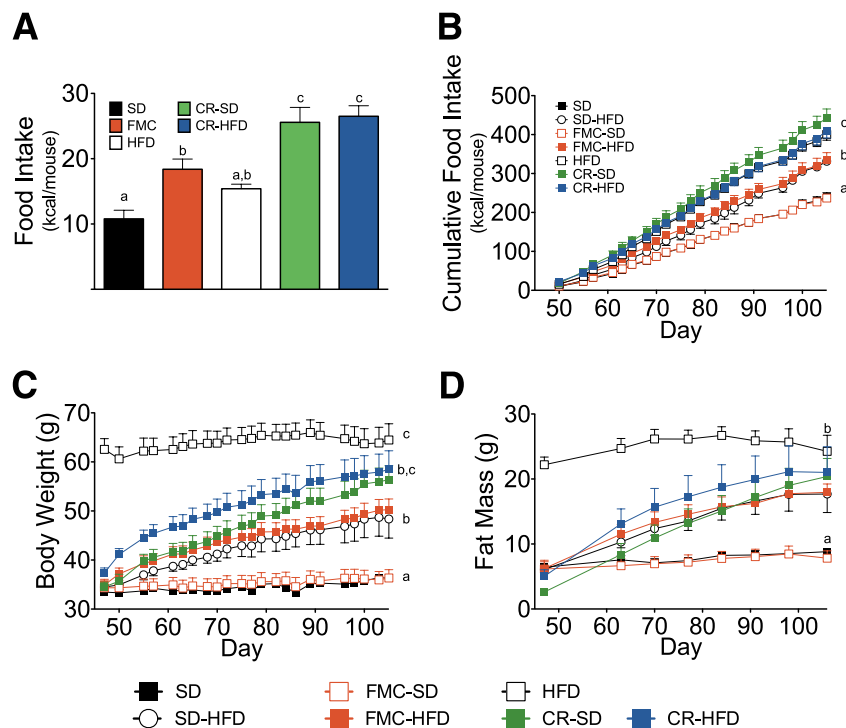 A
Food Intake
(kcal/mouse)
30
20
10
SD
FMC
HFD
CR-SD
CR-HFD
a
b
a,b
c
c
B
Cumulative Food Intake
(kcal/mouse)
500
400
300
200
100
0
SD
SD-HFD
FMC-SD
FMC-HFD
HFD
CR-SD
CR-HFD
c
b
a
50 60 70 80 90 100
Day
C
Body Weight (g)
70
60
50
40
30
c
b,c
b
a
50 60 70 80 90 100
Day
D
Fat Mass (g)
30
20
10
0
b
a
50 60 70 80 90 100
Day
SD FMC-SD HFD
SD-HFD FMC-HFD CR-SD CR-HFD